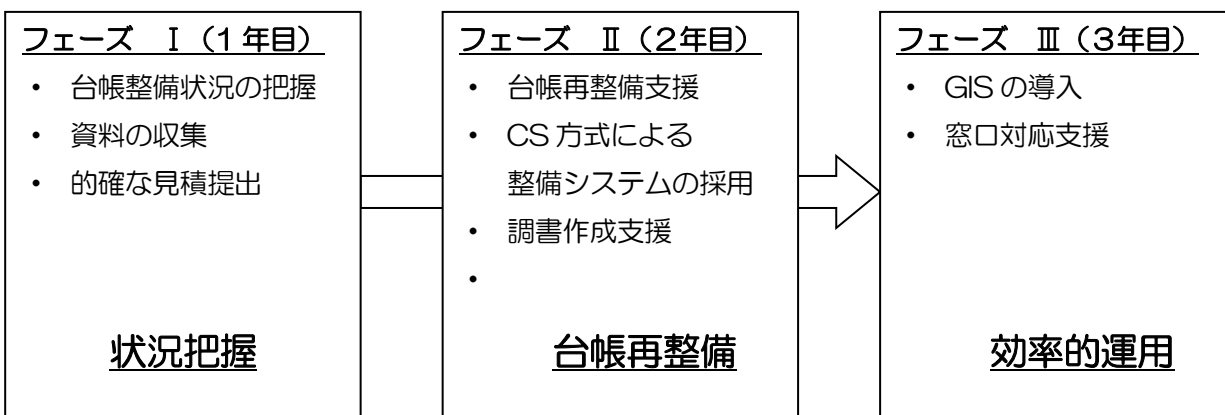 フェーズ Ⅰ（1年目）
・ 台帳整備状況の把握
・ 資料の収集
・ 的確な見積提出
状況把握
フェーズ Ⅱ（2年目）
・ 台帳再整備支援
・ CS方式による
整備システムの採用
・ 調書作成支援
・
台帳再整備
フェーズ Ⅲ（3年目）
・ GISの導入
・ 窓口対応支援
効率的運用